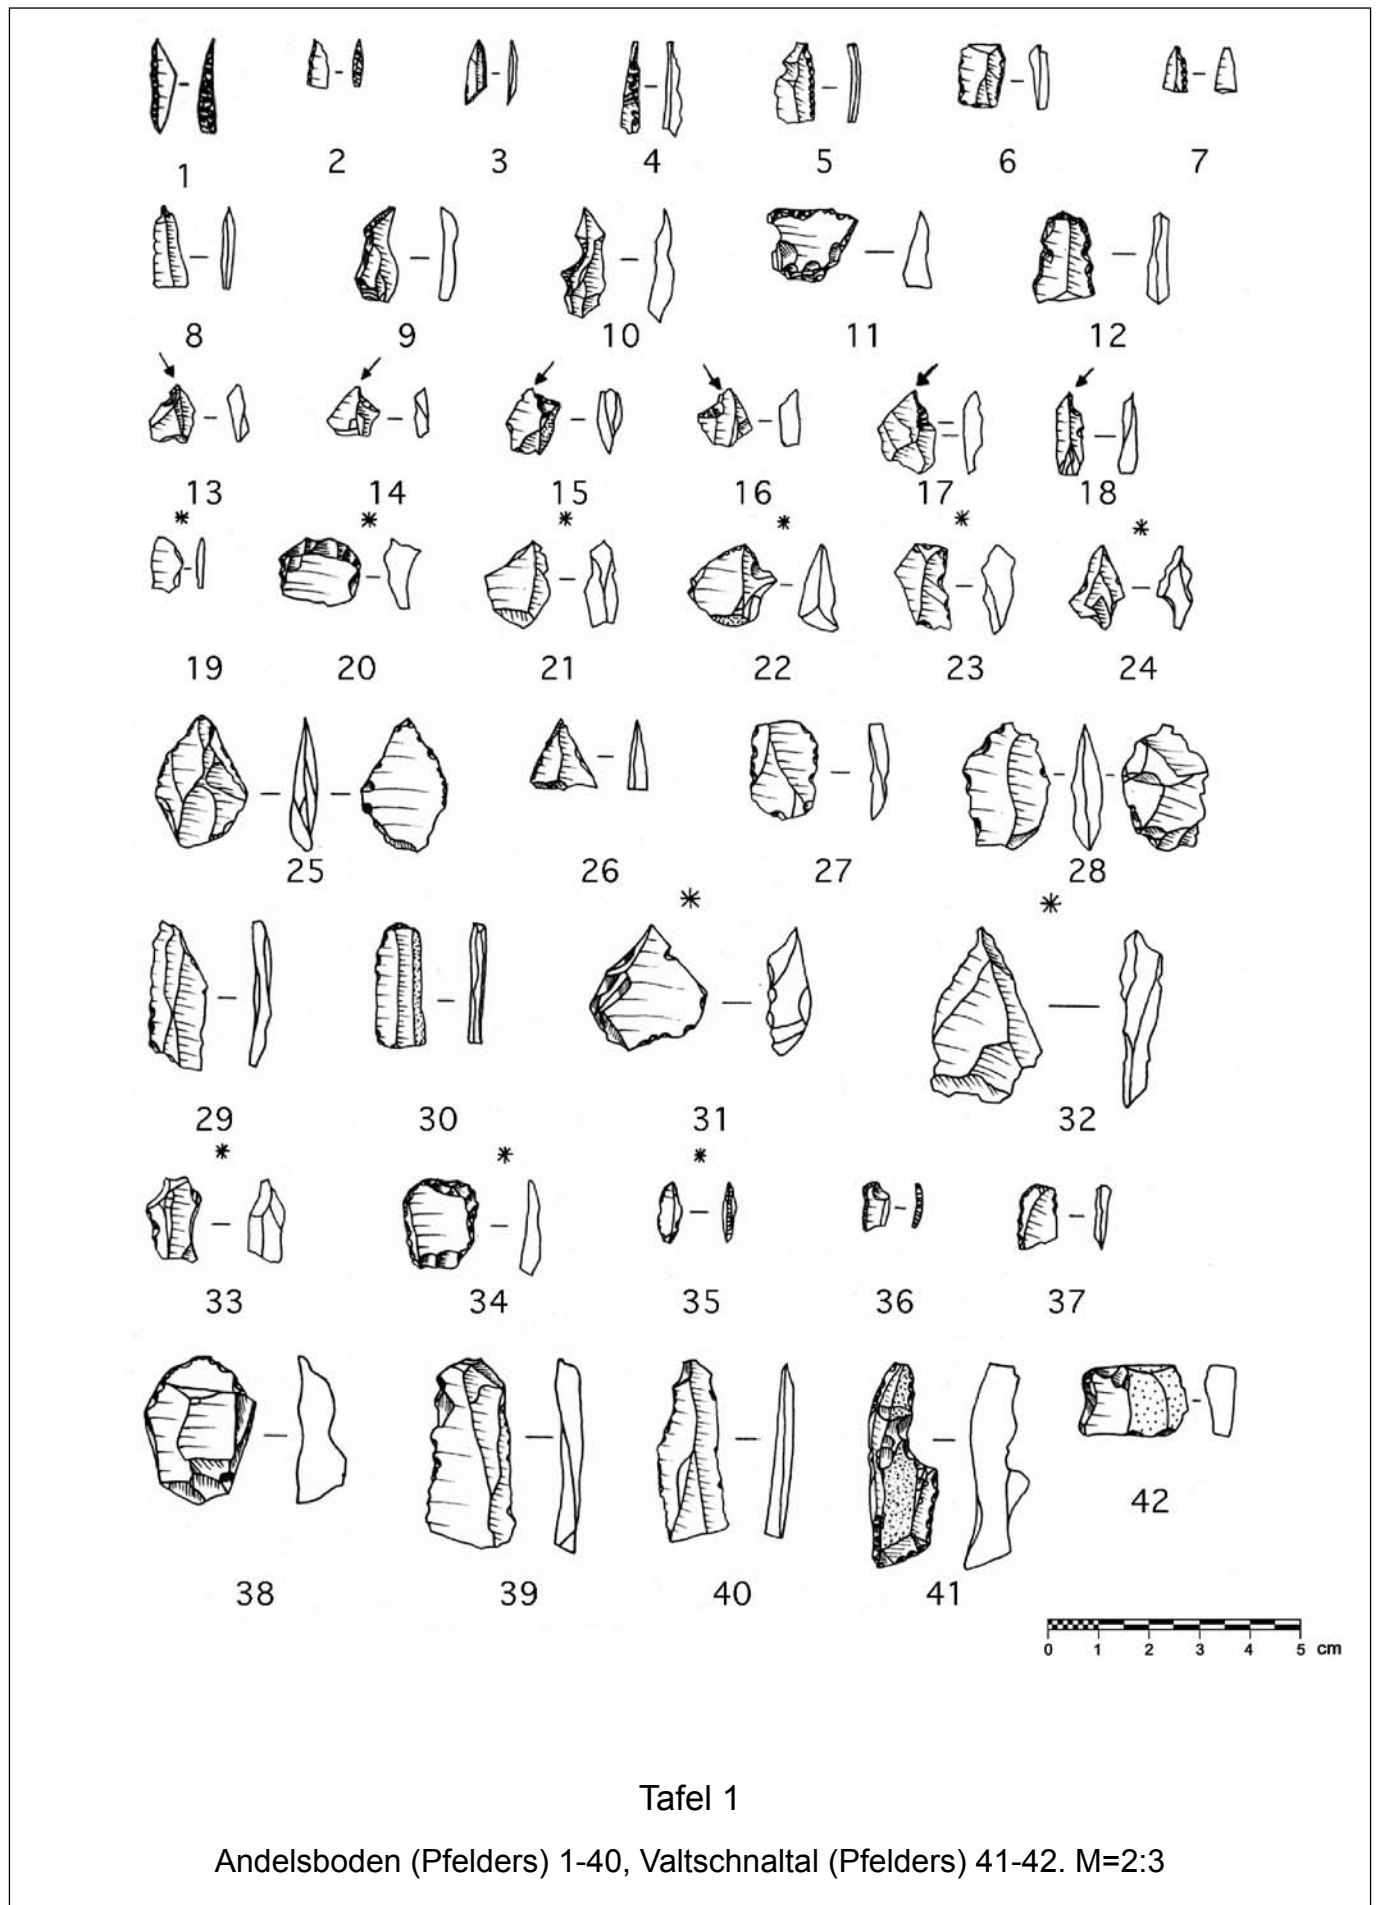 1 2 3 4 5 6 7
8 9 10 11 12
13 14 15 16 17 18
* * * * * *
19 20 21 22 23 24
25 26 27 28
* *
29 30 31 32
* * *
33 34 35 36 37
38 39 40 41 42
0 1 2 3 4 5 cm
Tafel 1
Andelsboden (Pfelders) 1-40, Valtschnaltal (Pfelders) 41-42. M=2:3